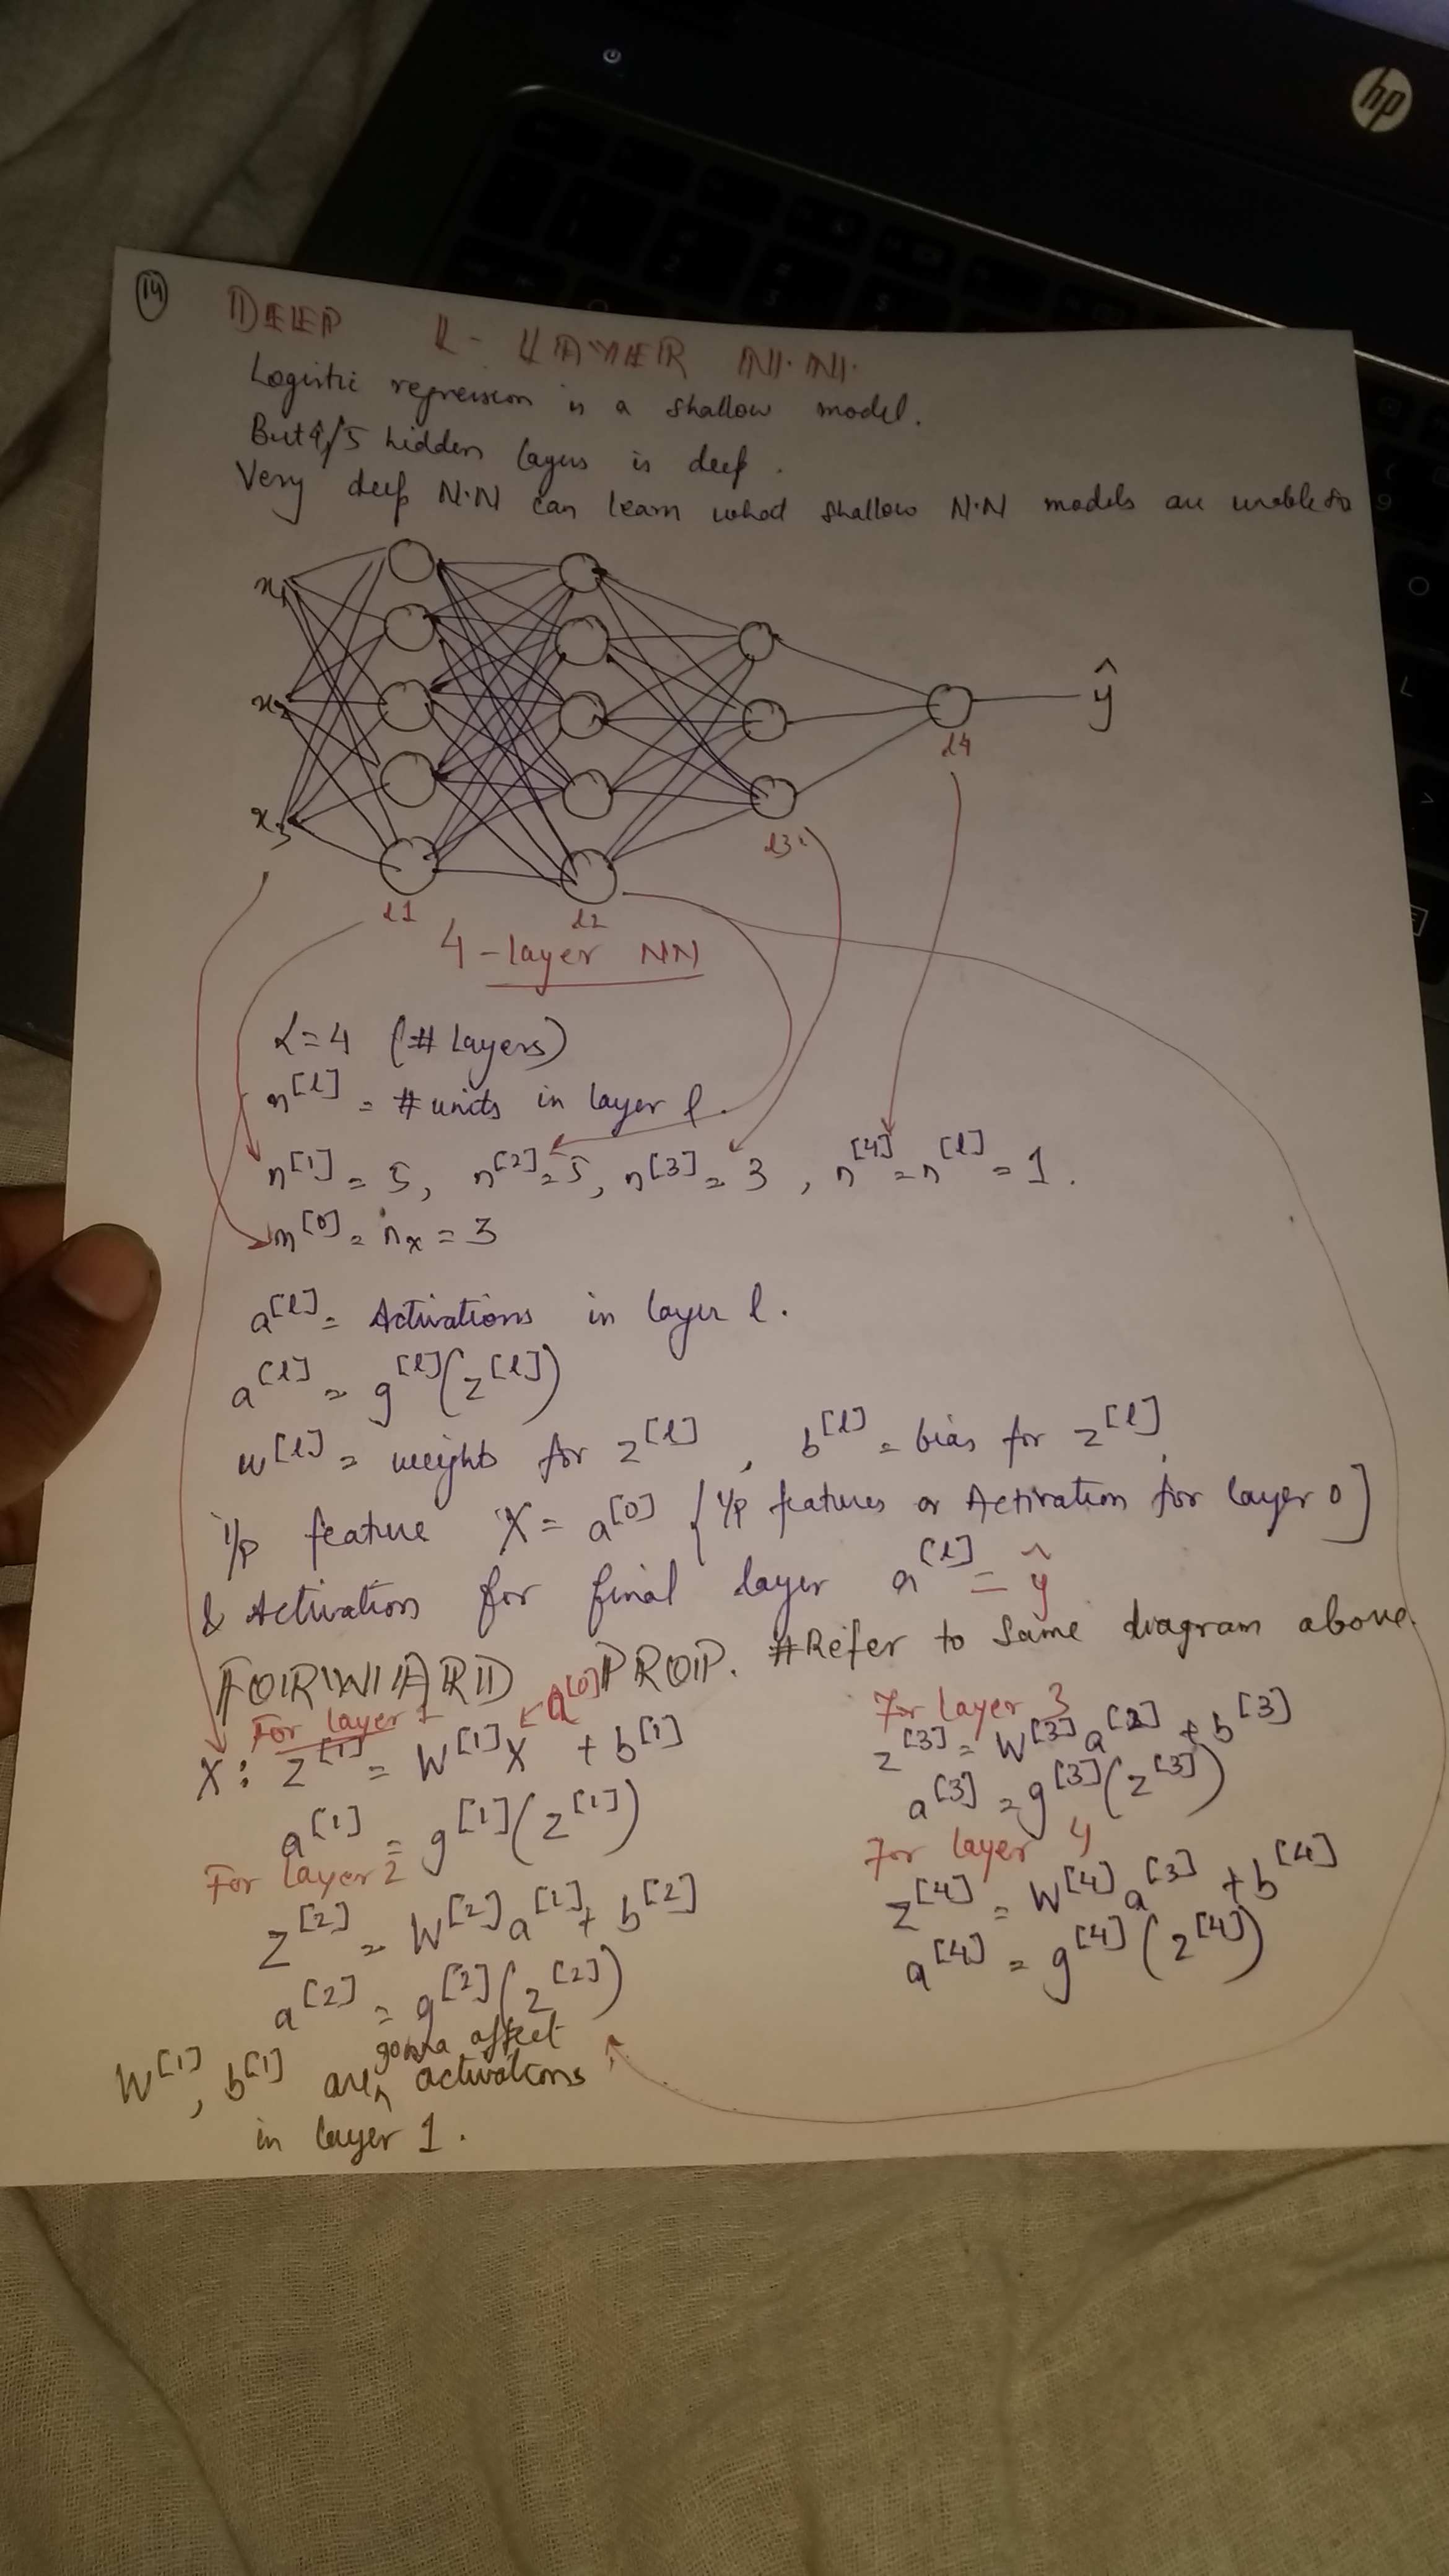 hp
14
DEEP L-LAYER N.N.
Logistic regression is a shallow model.
But 4/5 hidden layers is deep.
Very deep N.N can learn what shallow N.N models are unable to
x1
x2
x3
ŷ
l1
l2
l3
l4
4-layer NN
L=4 (# Layers)
n[l] = # units in layer l.
n[1] = 5, n[2] = 5, n[3] = 3, n[4] = n[l] = 1.
n[0] = nx = 3
a[l] = Activations in layer l.
a[l] = g[l](z[l])
w[l] = weights for z[l], b[l] = bias for z[l]
i/p feature X = a[0] {i/p features or Activation for layer 0]
& Activation for final layer a[l] = ŷ
FORWARD PROP. #Refer to same diagram above.
For layer 1
← a[0]
X: z[1] = W[1]X + b[1]
a[1] = g[1](z[1])
For layer 2
z[2] = W[2]a[1] + b[2]
a[2] = g[2](z[2])
For layer 3
z[3] = W[3]a[2] + b[3]
a[3] = g[3](z[3])
For layer 4
z[4] = W[4]a[3] + b[4]
a[4] = g[4](z[4])
W[1], b[1] are gonna affect activations
in layer 1.